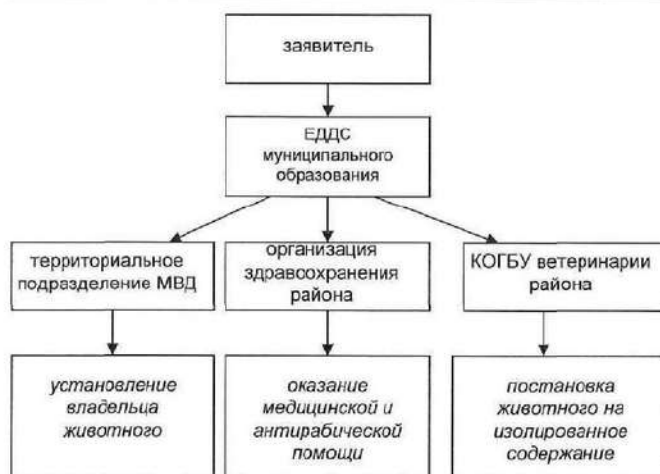 заявитель
ЕДДС
муниципального
образования
территориальное
подразделение МВД
организация
здравоохранения
района
КОГБУ ветеринарии
района
установление
владельца
животного
оказание
медицинской и
антирабической
помощи
постановка
животного на
изолированное
содержание